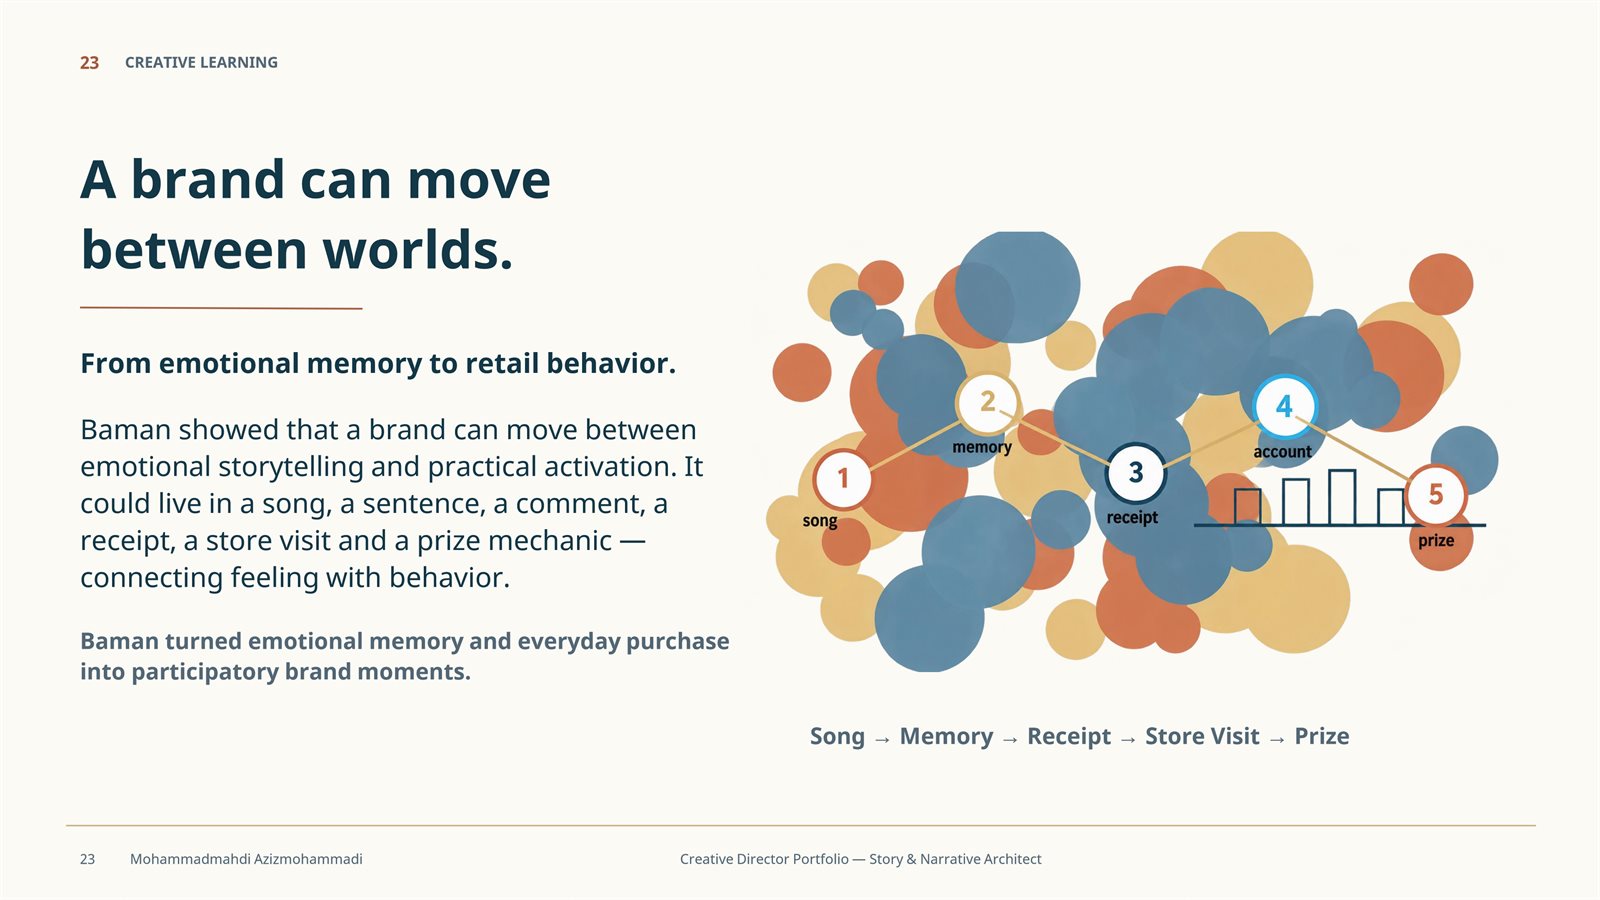 23 CREATIVE LEARNING
A brand can move
between worlds.
From emotional memory to retail behavior.
Baman showed that a brand can move between
emotional storytelling and practical activation. It
could live in a song, a sentence, a comment, a
receipt, a store visit and a prize mechanic —
connecting feeling with behavior.
Baman turned emotional memory and everyday purchase
into participatory brand moments.
1
song
2
memory
3
receipt
4
account
5
prize
Song → Memory → Receipt → Store Visit → Prize
23 Mohammadmahdi Azizmohammadi Creative Director Portfolio — Story & Narrative Architect